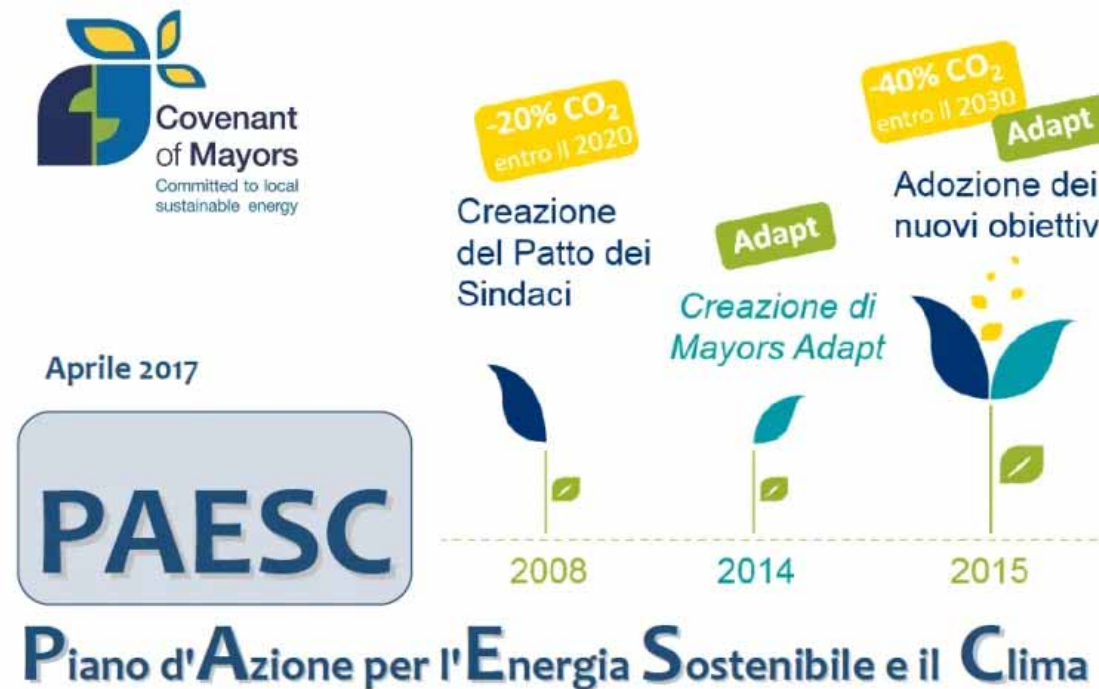 Covenant
of Mayors
Committed to local
sustainable energy
-20% CO₂
entro Il 2020
Creazione
del Patto dei
Sindaci
Adapt
Creazione di
Mayors Adapt
-40% CO₂
entro Il 2030
Adapt
Adozione dei
nuovi obiettiv
Aprile 2017
PAESC
2008
2014
2015
Piano d'Azione per l'Energia Sostenibile e il Clima